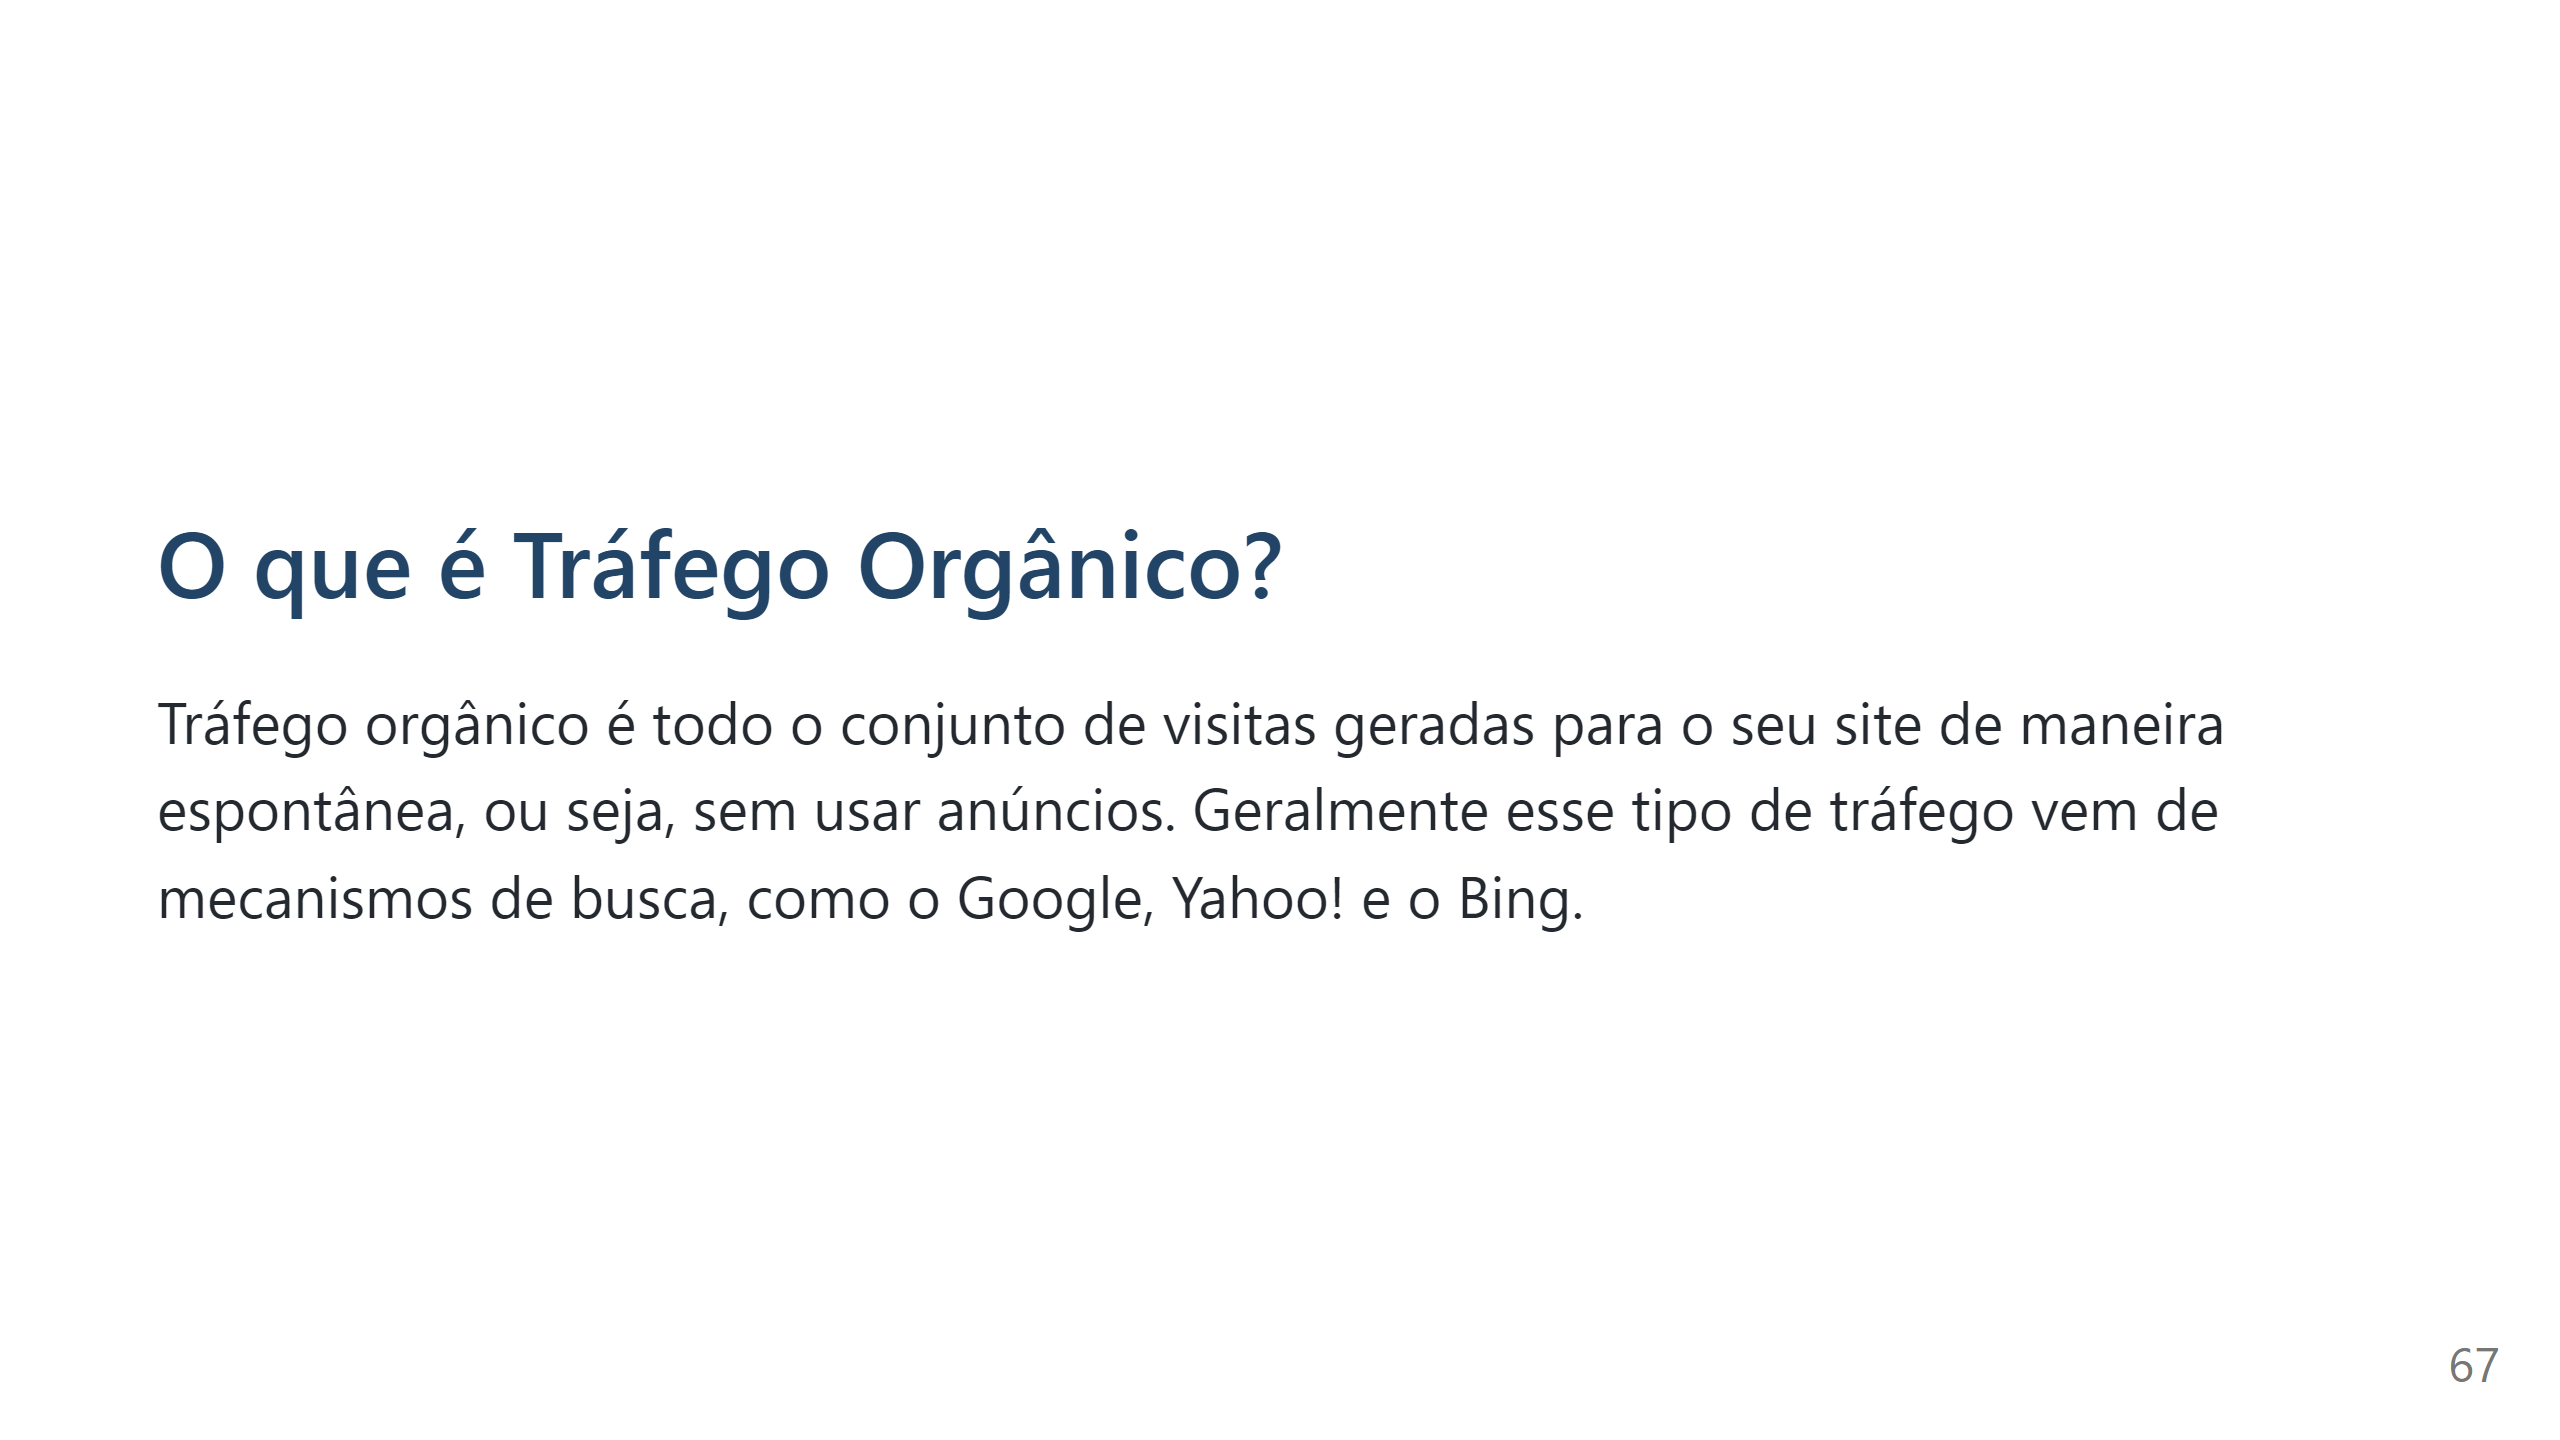 O que é Tráfego Orgânico?
Tráfego orgânico é todo o conjunto de visitas geradas para o seu site de maneira
espontânea, ou seja, sem usar anúncios. Geralmente esse tipo de tráfego vem de
mecanismos de busca, como o Google, Yahoo! e o Bing.
67